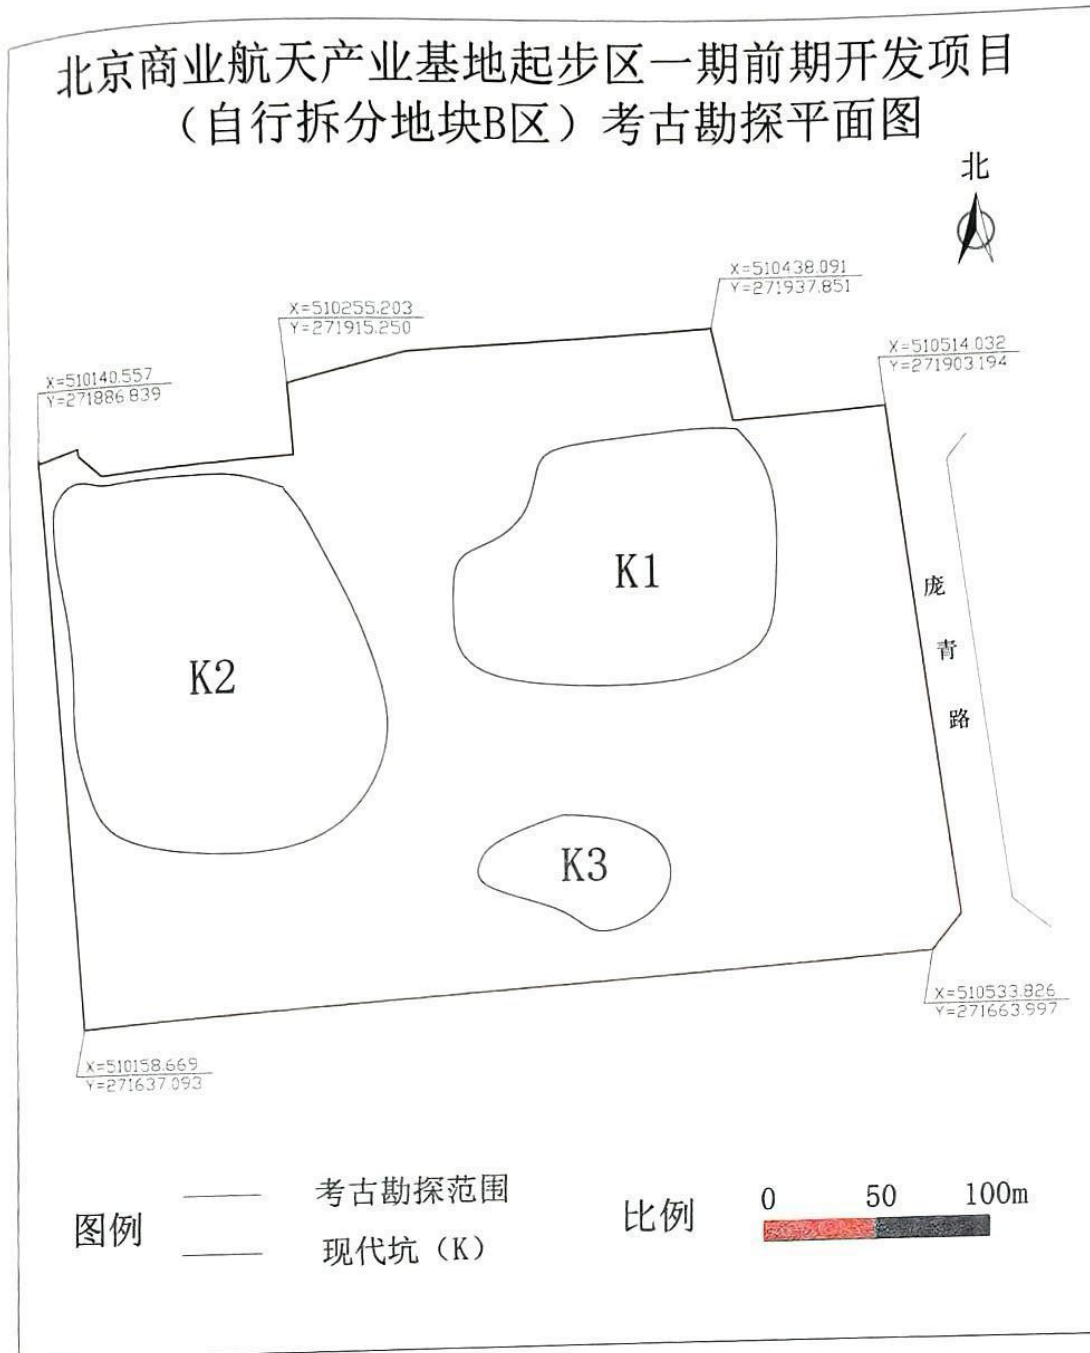 北京商业航天产业基地起步区一期前期开发项目
（自行拆分地块B区）考古勘探平面图
北
X=510438.091
Y=271937.851
X=510255.203
Y=271915.250
X=510514.032
Y=271903.194
X=510140.557
Y=271886.839
K1
庞青路
K2
K3
X=510533.826
Y=271663.997
X=510158.669
Y=271637.093
图例
考古勘探范围
现代坑（K）
比例
0 50 100m